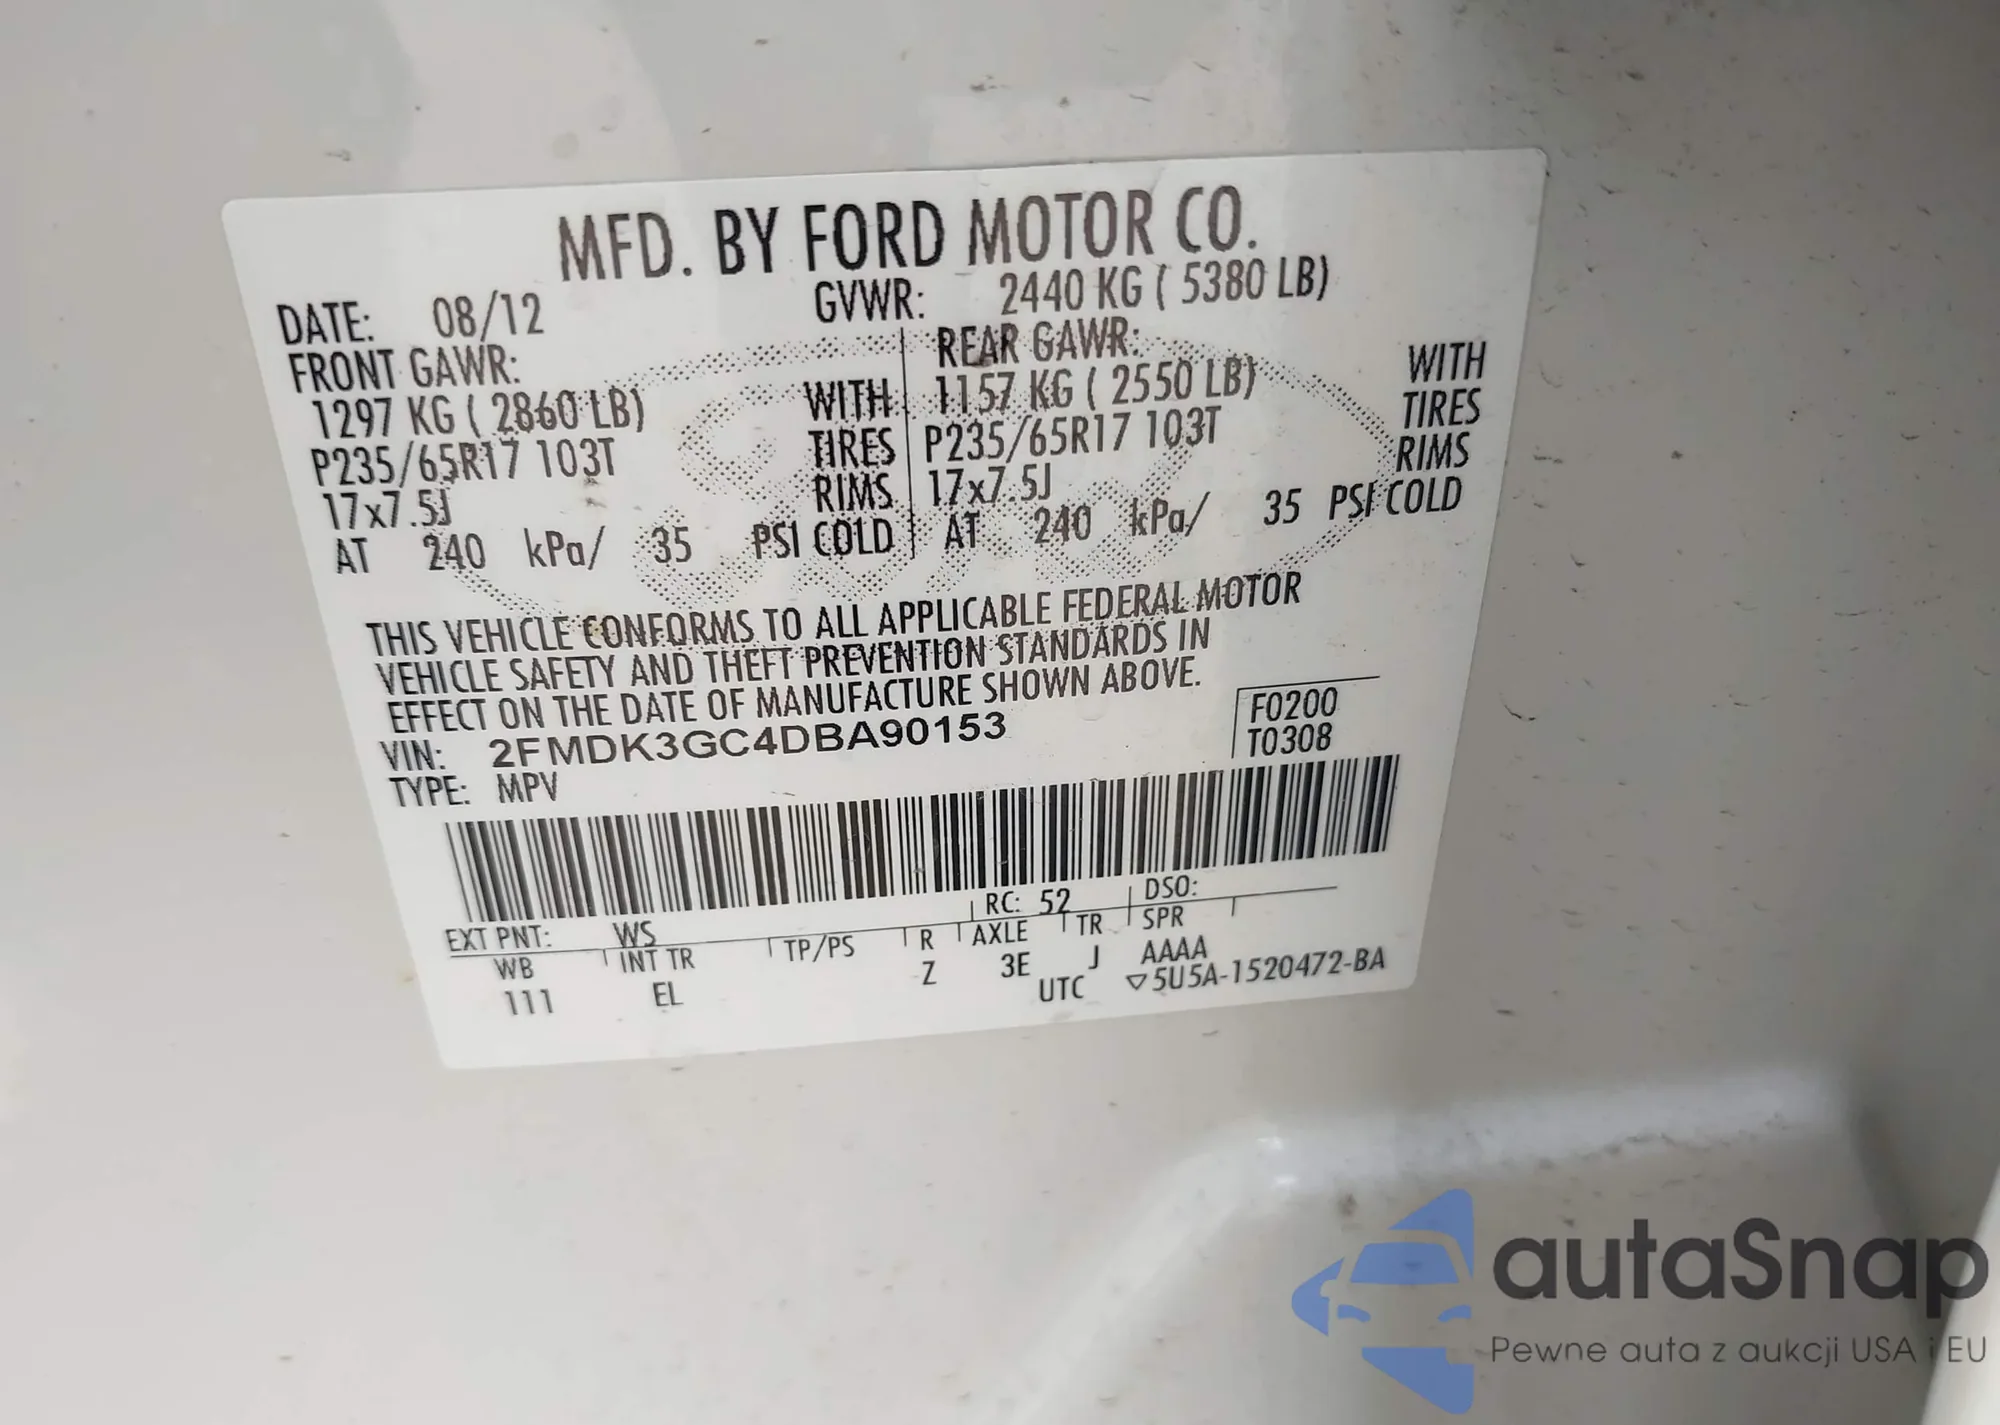 MFD. BY FORD MOTOR CO.
DATE: 08/12 GVWR: 2440 KG ( 5380 LB)
FRONT GAWR: REAR GAWR:
1297 KG ( 2860 LB) WITH 1157 KG ( 2550 LB) WITH
P235/65R17 103T TIRES P235/65R17 103T TIRES
17x7.5J RIMS 17x7.5J RIMS
AT 240 kPa/ 35 PSI COLD AT 240 kPa/ 35 PSI COLD
THIS VEHICLE CONFORMS TO ALL APPLICABLE FEDERAL MOTOR
VEHICLE SAFETY AND THEFT PREVENTION STANDARDS IN
EFFECT ON THE DATE OF MANUFACTURE SHOWN ABOVE.
VIN: 2FMDK3GC4DBA90153 F0200
TYPE: MPV T0308
EXT PNT: WS RC: 52 DSO:
WB INT TR TP/PS R AXLE TR SPR
111 EL Z 3E J AAAA
UTC ▽5U5A-1520472-BA
autaSnap
Pewne auta z aukcji USA i EU